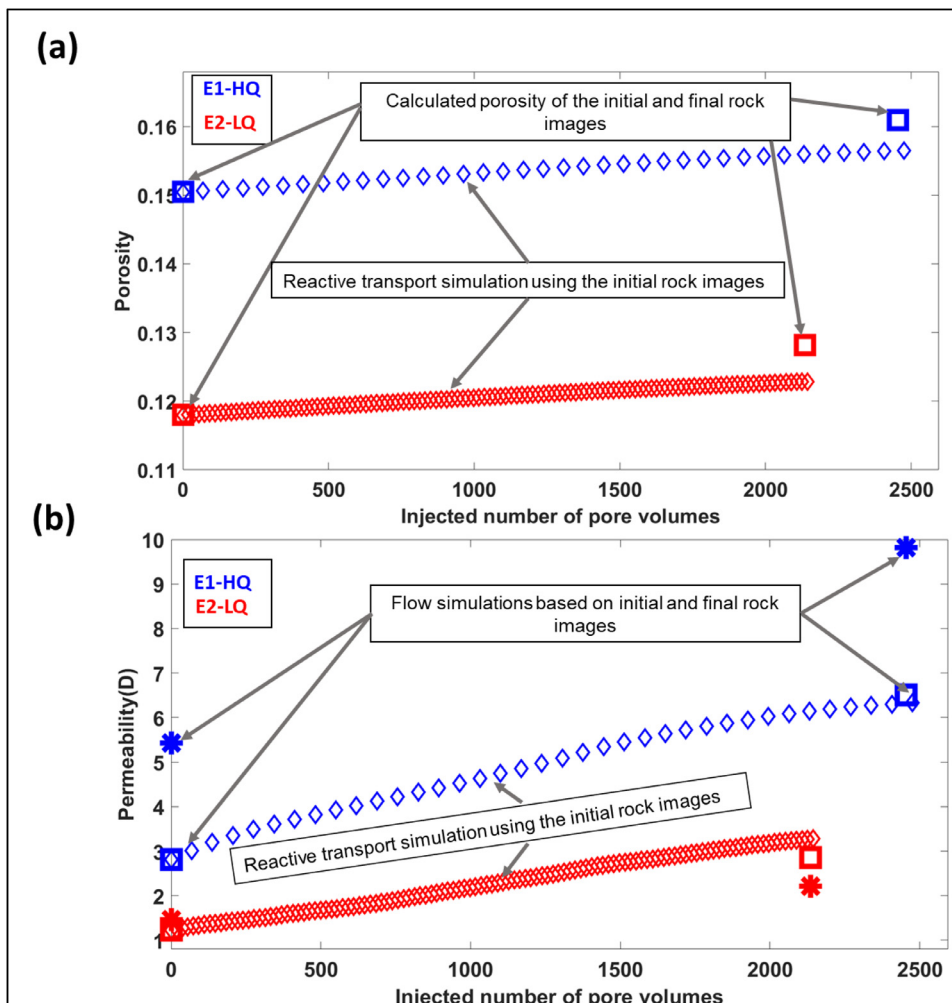 (a)
E1-HQ
E2-LQ
Calculated porosity of the initial and final rock
images
0.16
0.15
Reactive transport simulation using the initial rock images
0.14
0.13
0.12
0.11
Porosity
0
500
1000
1500
2000
2500
Injected number of pore volumes
(b)
E1-HQ
E2-LQ
Flow simulations based on initial and final rock
images
10
9
8
7
6
5
4
3
2
1
Permeability(D)
Reactive transport simulation using the initial rock images
0
500
1000
1500
2000
2500
Injected number of pore volumes